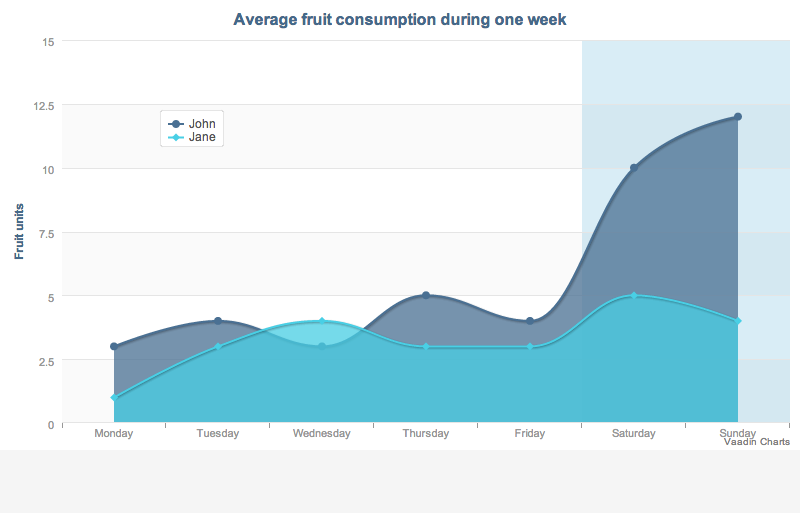 Average fruit consumption during one week
15
12.5
10
7.5
5
2.5
0
Fruit units
John
Jane
Monday Tuesday Wednesday Thursday Friday Saturday Sunday
Vaadin Charts